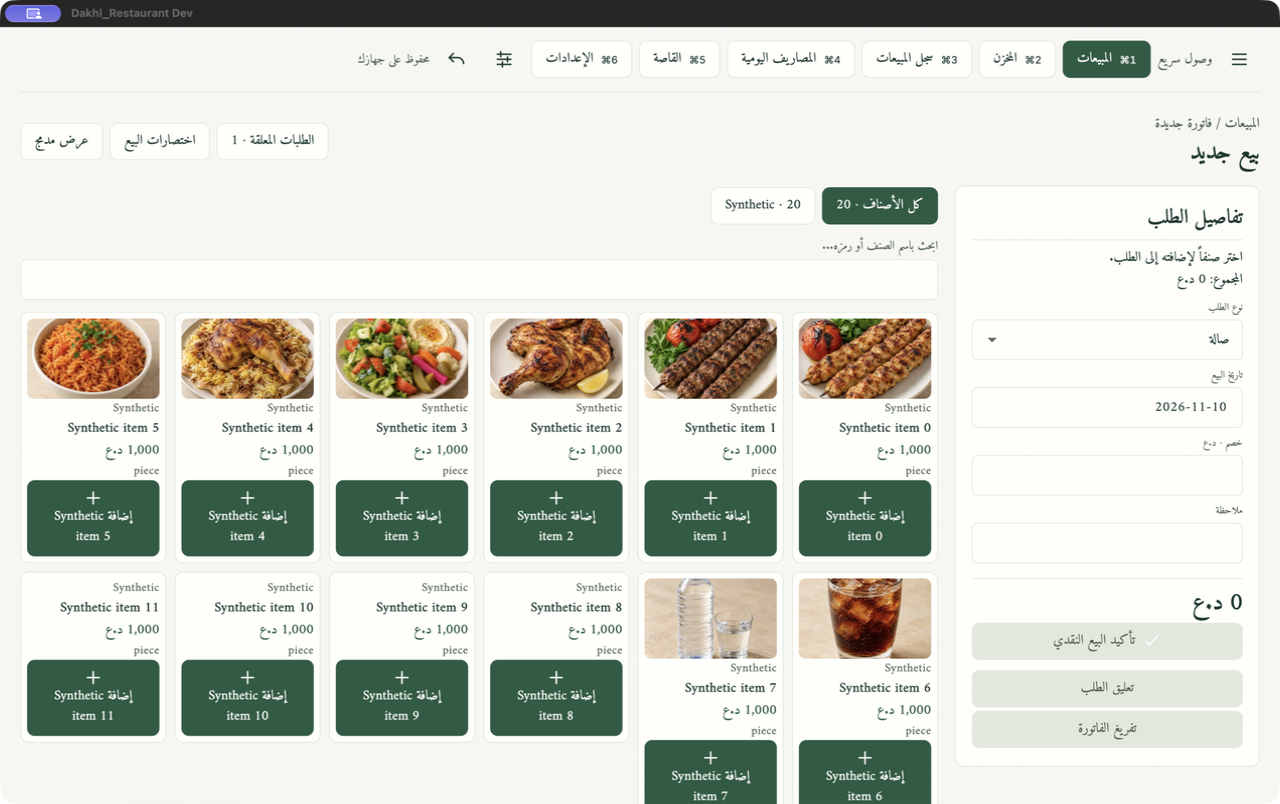 Dakhl_Restaurant Dev
وصول سريع
المبيعات ⌘1
المخزن ⌘2
سجل المبيعات ⌘3
المصاريف اليومية ⌘4
القاصة ⌘5
الإعدادات ⌘6
محفوظ على جهازك
المبيعات / فاتورة جديدة
بيع جديد
الطلبات المعلقة · 1
اختصارات البيع
عرض مدمج
تفاصيل الطلب
اختر صنفاً لإضافته إلى الطلب.
المجموع: 0 د.ع
نوع الطلب
صالة
تاريخ البيع
2026-11-10
خصم · د.ع
ملاحظة
0 د.ع
تأكيد البيع النقدي
تعليق الطلب
تفريغ الفاتورة
كل الأصناف · 20
Synthetic · 20
ابحث باسم الصنف أو رمزه...
Synthetic
Synthetic item 0
1,000 د.ع
piece
إضافة Synthetic
item 0
Synthetic
Synthetic item 1
1,000 د.ع
piece
إضافة Synthetic
item 1
Synthetic
Synthetic item 2
1,000 د.ع
piece
إضافة Synthetic
item 2
Synthetic
Synthetic item 3
1,000 د.ع
piece
إضافة Synthetic
item 3
Synthetic
Synthetic item 4
1,000 د.ع
piece
إضافة Synthetic
item 4
Synthetic
Synthetic item 5
1,000 د.ع
piece
إضافة Synthetic
item 5
Synthetic
Synthetic item 6
1,000 د.ع
piece
إضافة Synthetic
item 6
Synthetic
Synthetic item 7
1,000 د.ع
piece
إضافة Synthetic
item 7
Synthetic
Synthetic item 8
1,000 د.ع
piece
إضافة Synthetic
item 8
Synthetic
Synthetic item 9
1,000 د.ع
piece
إضافة Synthetic
item 9
Synthetic
Synthetic item 10
1,000 د.ع
piece
إضافة Synthetic
item 10
Synthetic
Synthetic item 11
1,000 د.ع
piece
إضافة Synthetic
item 11